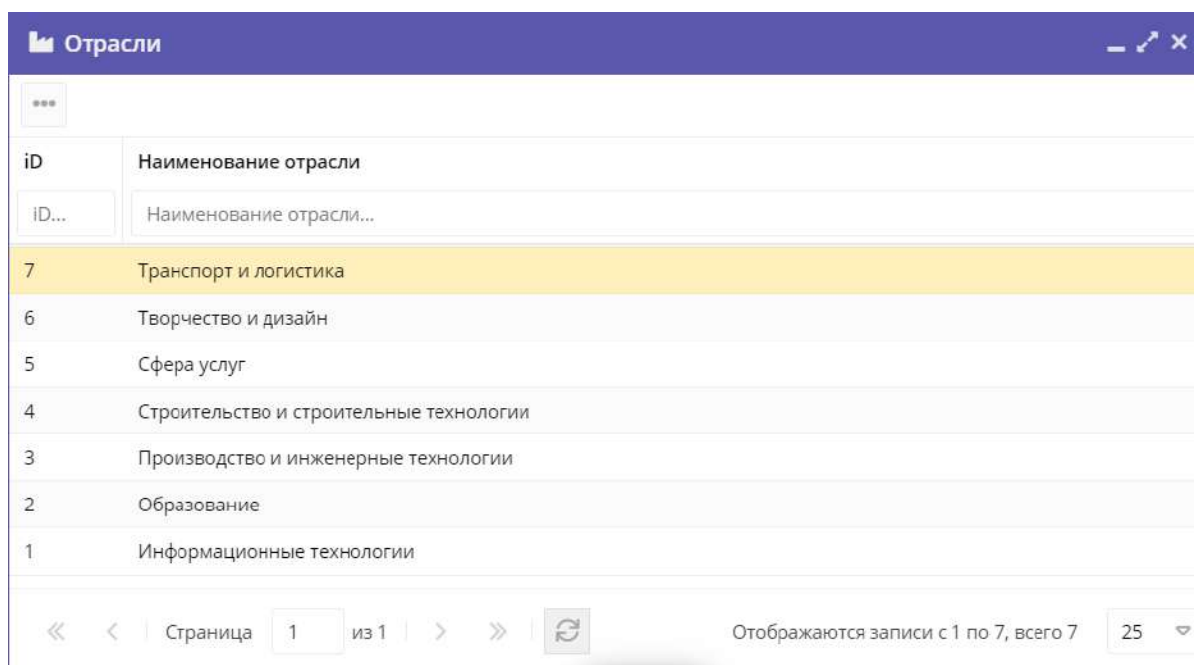 Отрасли
iD Наименование отрасли
iD... Наименование отрасли...
7 Транспорт и логистика
6 Творчество и дизайн
5 Сфера услуг
4 Строительство и строительные технологии
3 Производство и инженерные технологии
2 Образование
1 Информационные технологии
Страница 1 из 1 Отображаются записи с 1 по 7, всего 7 25